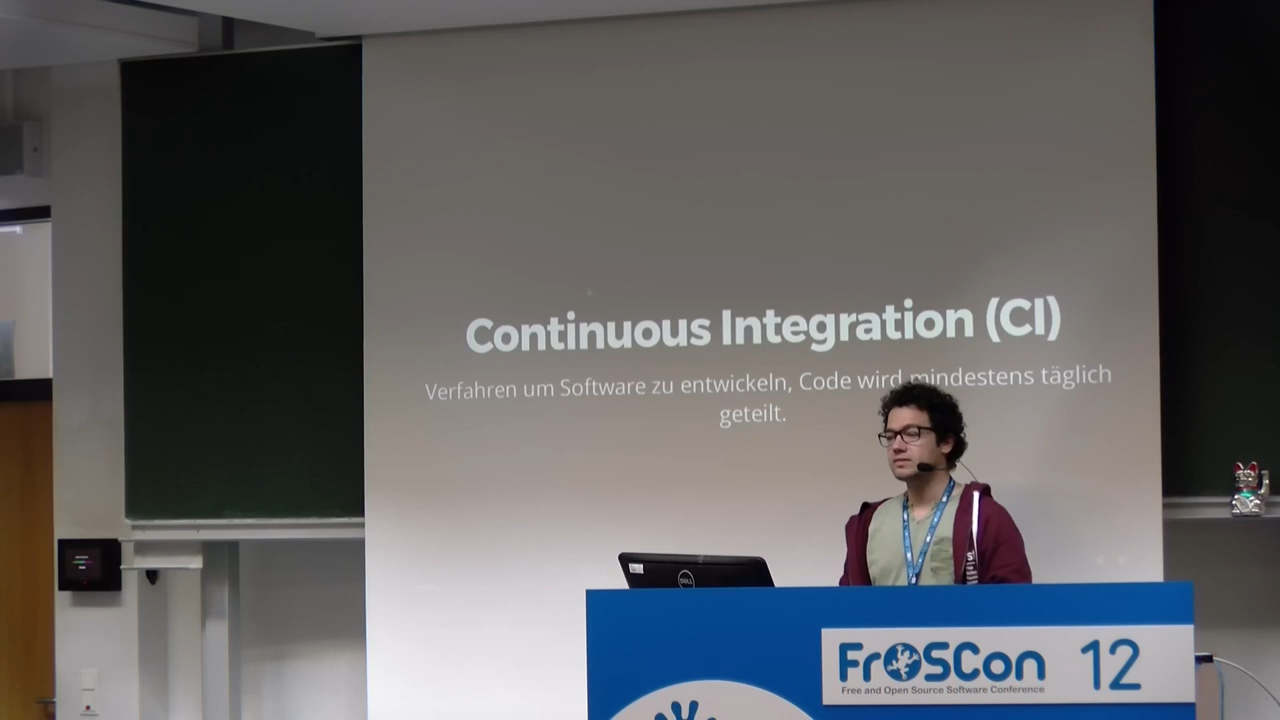 Continuous Integration (CI)
Verfahren um Software zu entwickeln, Code wird mindestens täglich
geteilt.
DELL
FrOSCon 12
Free and Open Source Software Conference